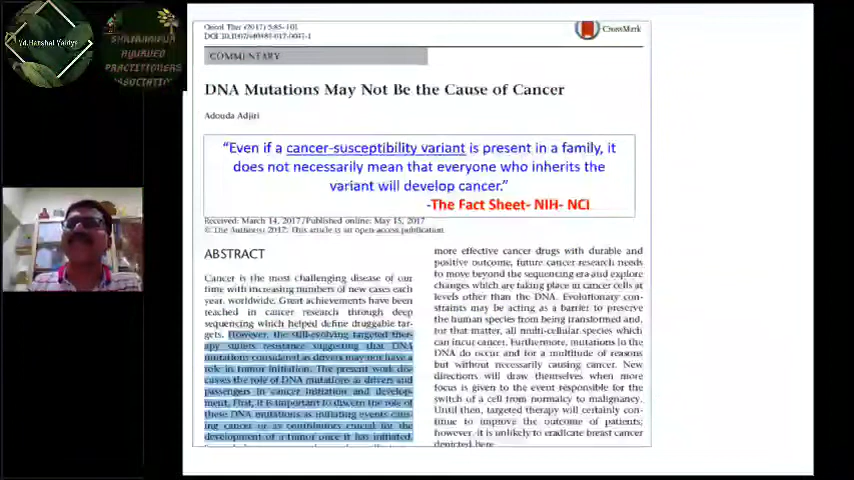 Yd.Harshal Vaidya
SHOLINAPUR
AYURVED
PRACTITIONERS
ASSOCIATION
Oncol Ther (2017) 5:85-101
CrossMark
COMMENTARY
DNA Mutations May Not Be the Cause of Cancer
Adouda Adjiri
“Even if a cancer-susceptibility variant is present in a family, it
does not necessarily mean that everyone who inherits the
variant will develop cancer.”
-The Fact Sheet- NIH- NCI
Received: March 14, 2017 / Published online: May 15, 2017
© The Author(s) 2017. This article is an open access publication
ABSTRACT
Cancer is the most challenging disease of our
time with increasing numbers of new cases each
year, worldwide. Great achievements have been
reached in cancer research through deep
sequencing which helped define druggable tar-
gets. However, the still-evolving targeted ther-
apy suffers resistance suggesting that DNA
mutations considered as drivers may not have a
role in tumor initiation. The present work dis-
cusses the role of DNA mutations as drivers and
passengers in cancer initiation and develop-
ment. First, it is important to discern the role of
these DNA mutations as initiating events caus-
ing cancer or as contributors crucial for the
development of a tumor once it has initiated.
more effective cancer drugs with durable and
positive outcome, future cancer research needs
to move beyond the sequencing era and explore
changes which are taking place in cancer cells at
levels other than the DNA. Evolutionary con-
straints may be acting as a barrier to preserve
the human species from being transformed and,
for that matter, all multi-cellular species which
can incur cancer. Furthermore, mutations in the
DNA do occur and for a multitude of reasons
but without necessarily causing cancer. New
directions will draw themselves when more
focus is given to the event responsible for the
switch of a cell from normalcy to malignancy.
Until then, targeted therapy will certainly con-
tinue to improve the outcome of patients;
however, it is unlikely to eradicate breast cancer
depicted here